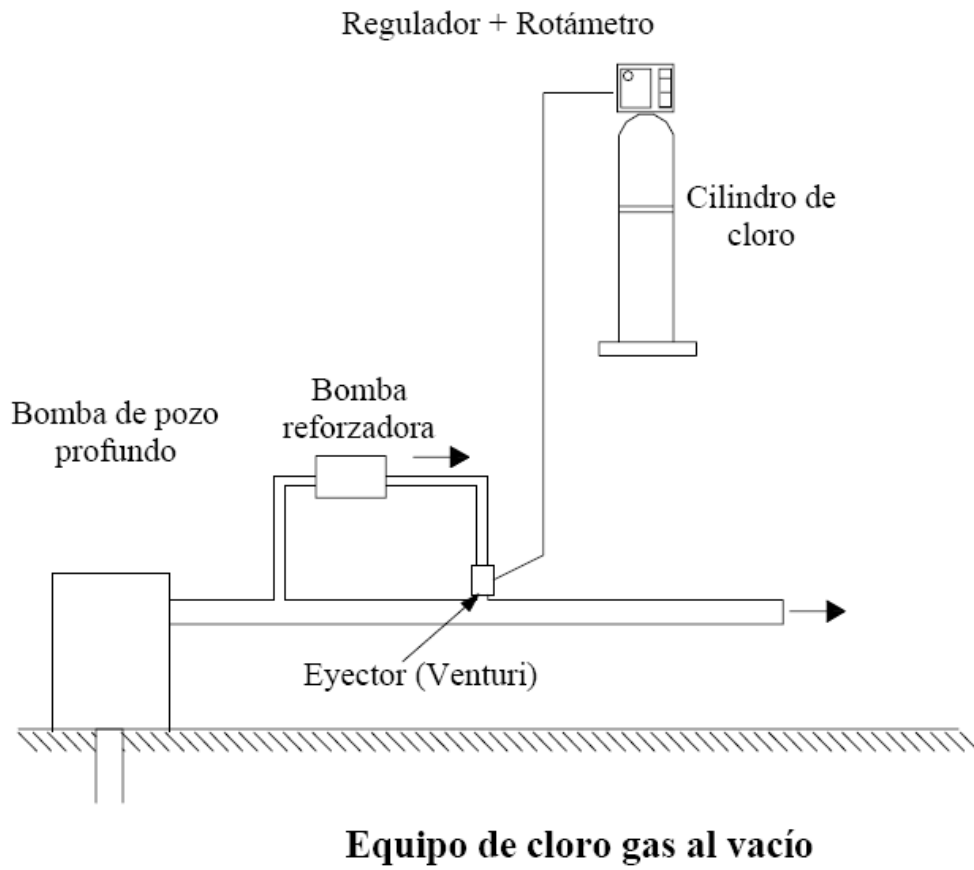 Regulador + Rotámetro
Cilindro de
cloro
Bomba
reforzadora
Bomba de pozo
profundo
Eyector (Venturi)
Equipo de cloro gas al vacío